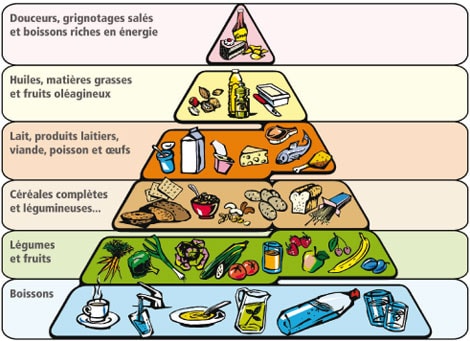 Douceurs, grignotages salés
et boissons riches en énergie
Huiles, matières grasses
et fruits oléagineux
Lait, produits laitiers,
viande, poisson et œufs
Céréales complètes
et légumineuses...
Légumes
et fruits
Boissons